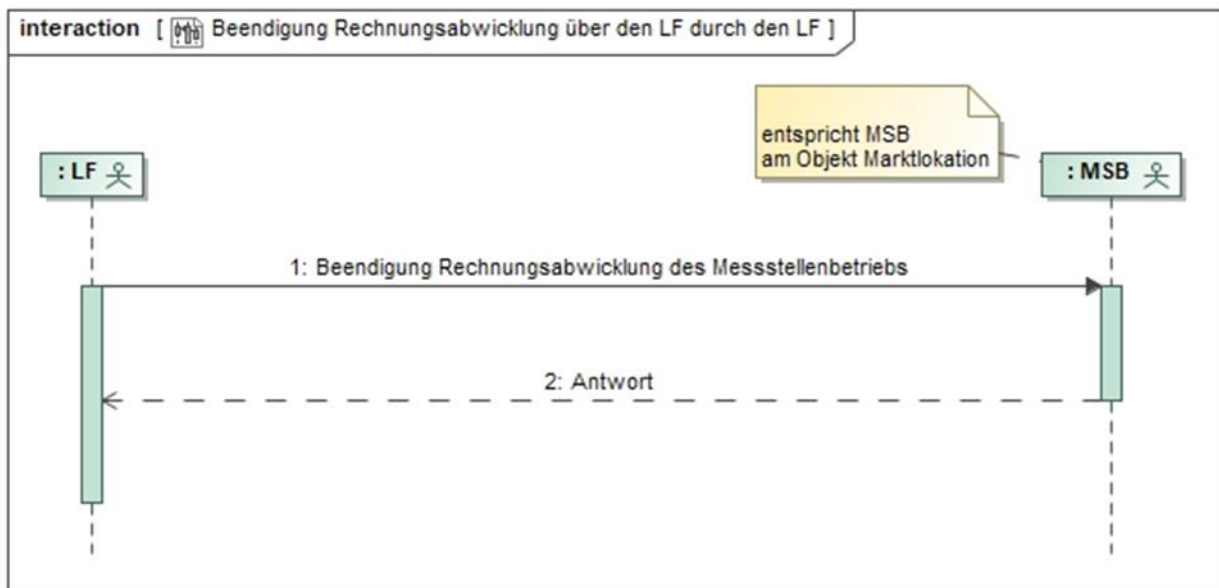 interaction [ Beendigung Rechnungsabwicklung über den LF durch den LF ]
entspricht MSB
am Objekt Marktlokation
: LF
: MSB
1: Beendigung Rechnungsabwicklung des Messstellenbetriebs
2: Antwort